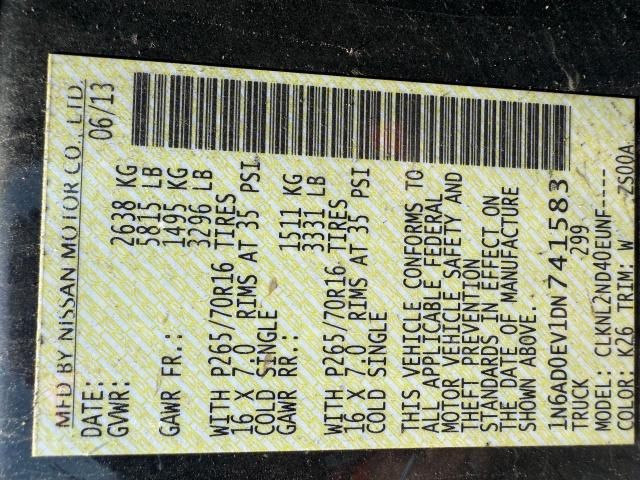 MFD BY NISSAN MOTOR CO., LTD.
DATE: 06/13
GVWR: 2638 KG
5815 LB
GAWR FR.: 1495 KG
3296 LB
WITH P265/70R16 TIRES
16 X 7.0 RIMS AT 35 PSI
COLD SINGLE
GAWR RR.: 1511 KG
3331 LB
WITH P265/70R16 TIRES
16 X 7.0 RIMS AT 35 PSI
COLD SINGLE
THIS VEHICLE CONFORMS TO
ALL APPLICABLE FEDERAL
MOTOR VEHICLE SAFETY AND
THEFT PREVENTION
STANDARDS IN EFFECT ON
THE DATE OF MANUFACTURE
SHOWN ABOVE.
1N6AD0EV1DN741583
TRUCK 299
MODEL: CLKNL2ND40EUNF----
COLOR: K26 TRIM: W ZS00A